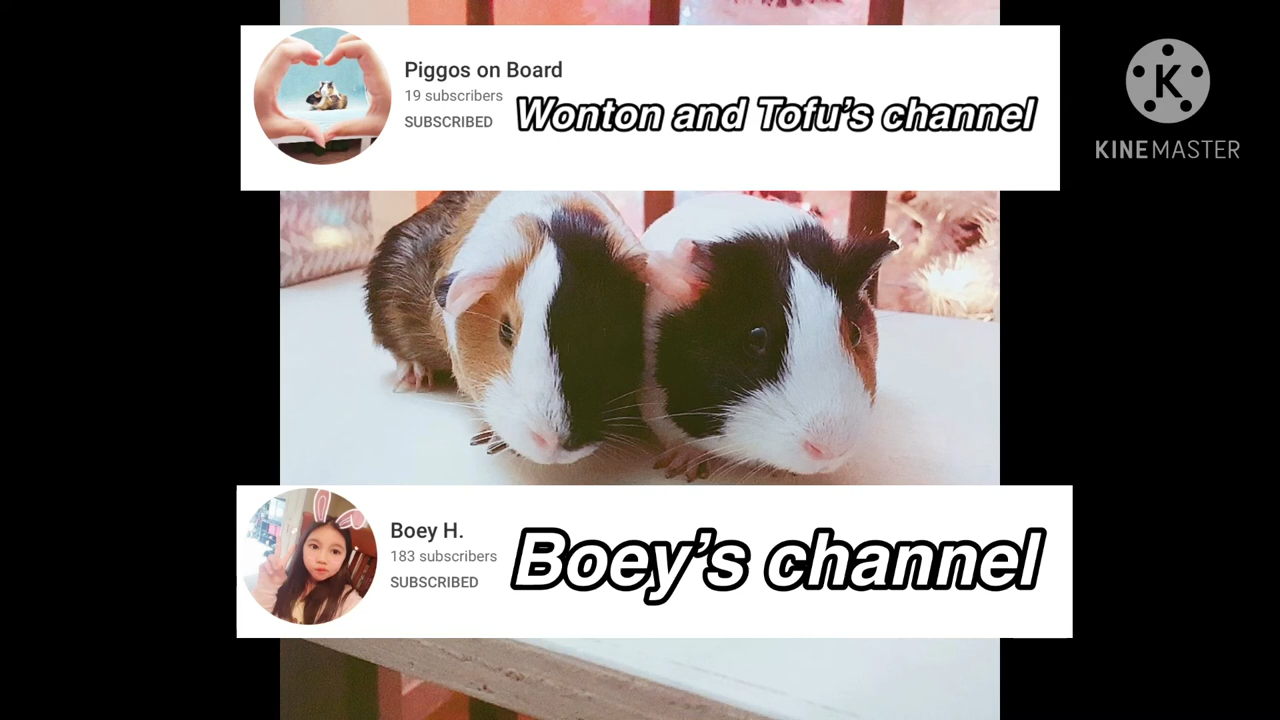 Piggos on Board
19 subscribers
SUBSCRIBED
Wonton and Tofu's channel
K
KINEMASTER
Boey H.
183 subscribers
SUBSCRIBED
Boey's channel